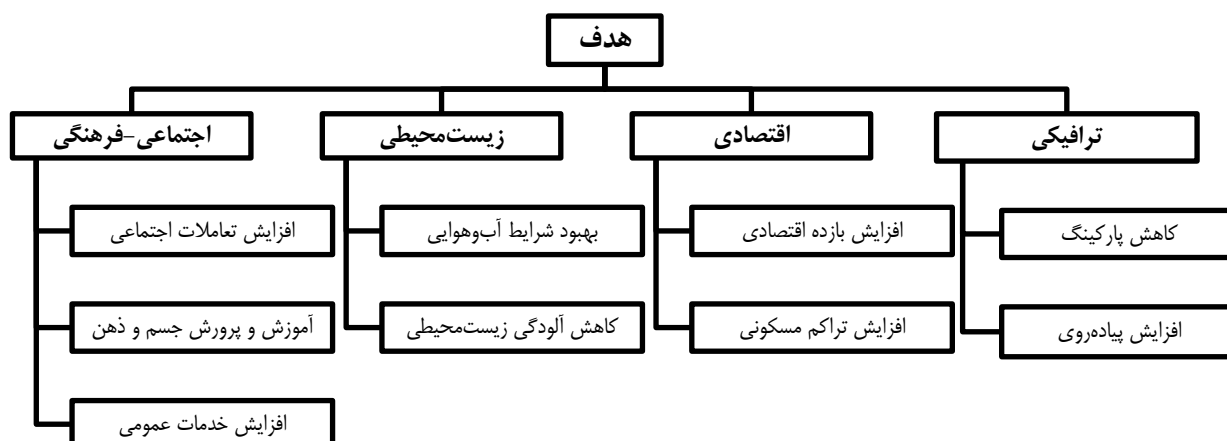 هدف
ترافیکی
اقتصادی
زیست‌محیطی
اجتماعی-فرهنگی
کاهش پارکینگ
افزایش بازده اقتصادی
بهبود شرایط آب‌وهوایی
افزایش تعاملات اجتماعی
افزایش پیاده‌روی
افزایش تراکم مسکونی
کاهش آلودگی زیست‌محیطی
آموزش و پرورش جسم و ذهن
افزایش خدمات عمومی